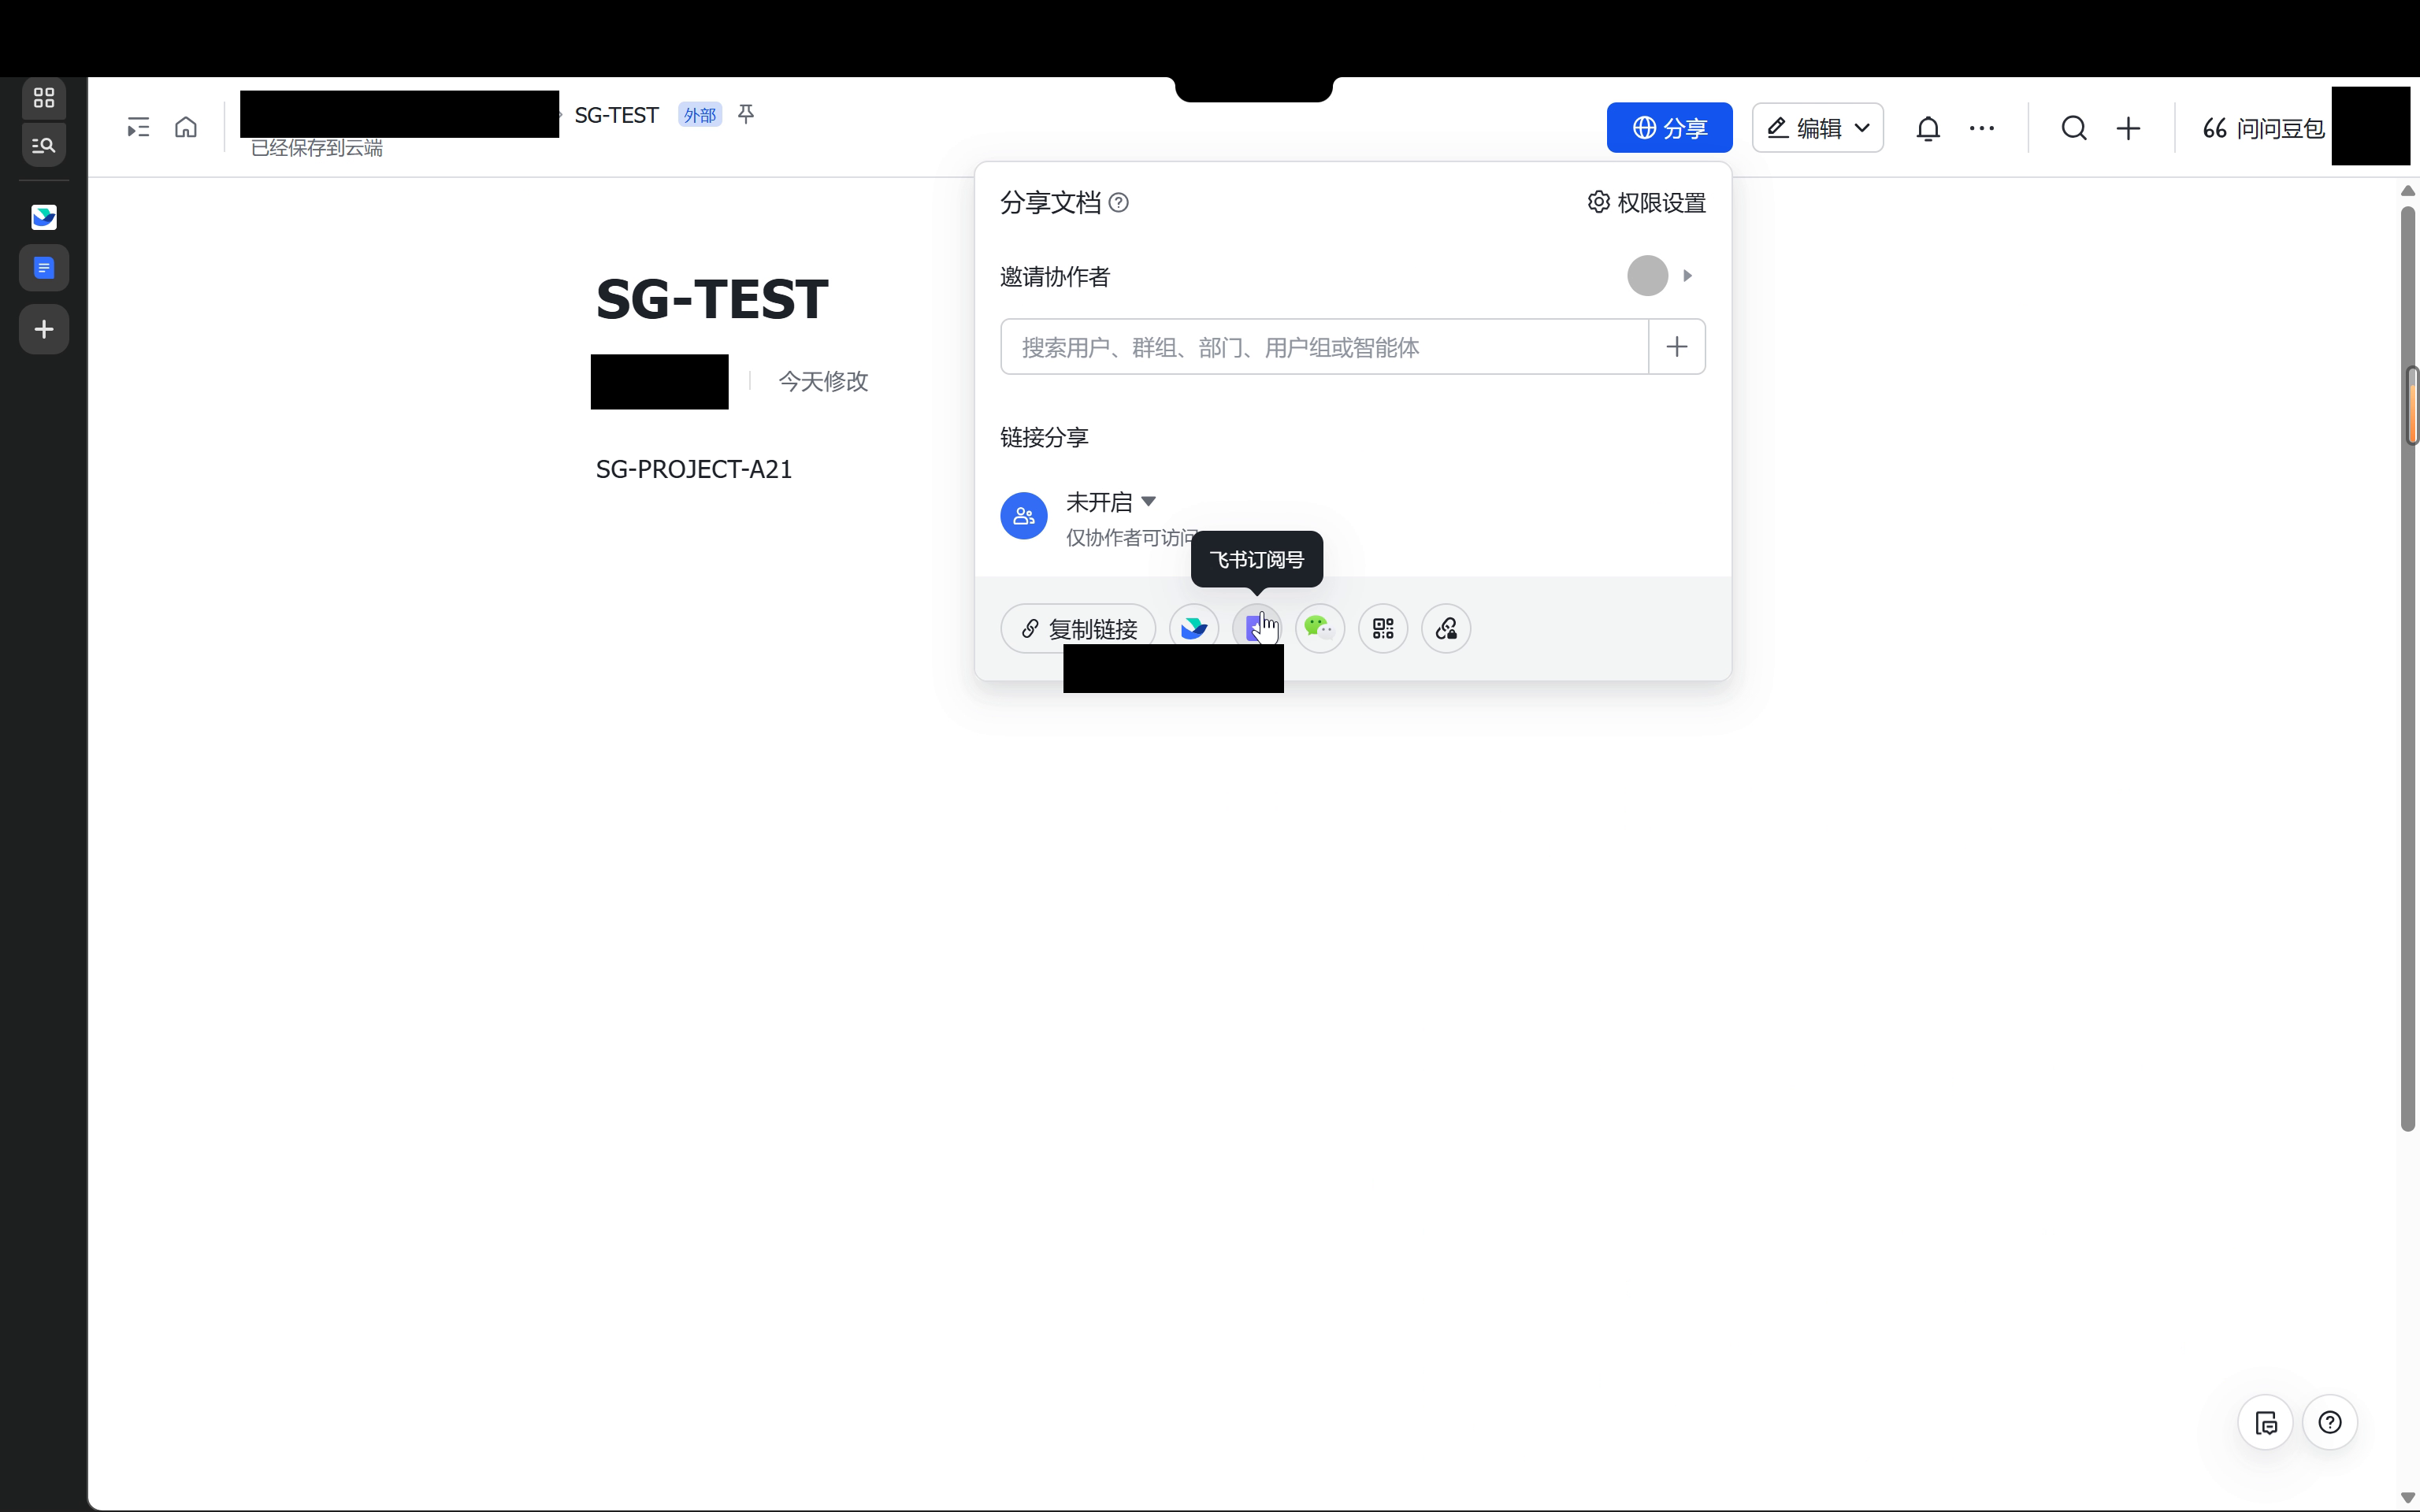 SG-TEST 外部
已经保存到云端
分享
编辑
问问豆包
分享文档
权限设置
SG-TEST
邀请协作者
搜索用户、群组、部门、用户组或智能体
今天修改
链接分享
SG-PROJECT-A21
未开启
仅协作者可访问
飞书订阅号
复制链接